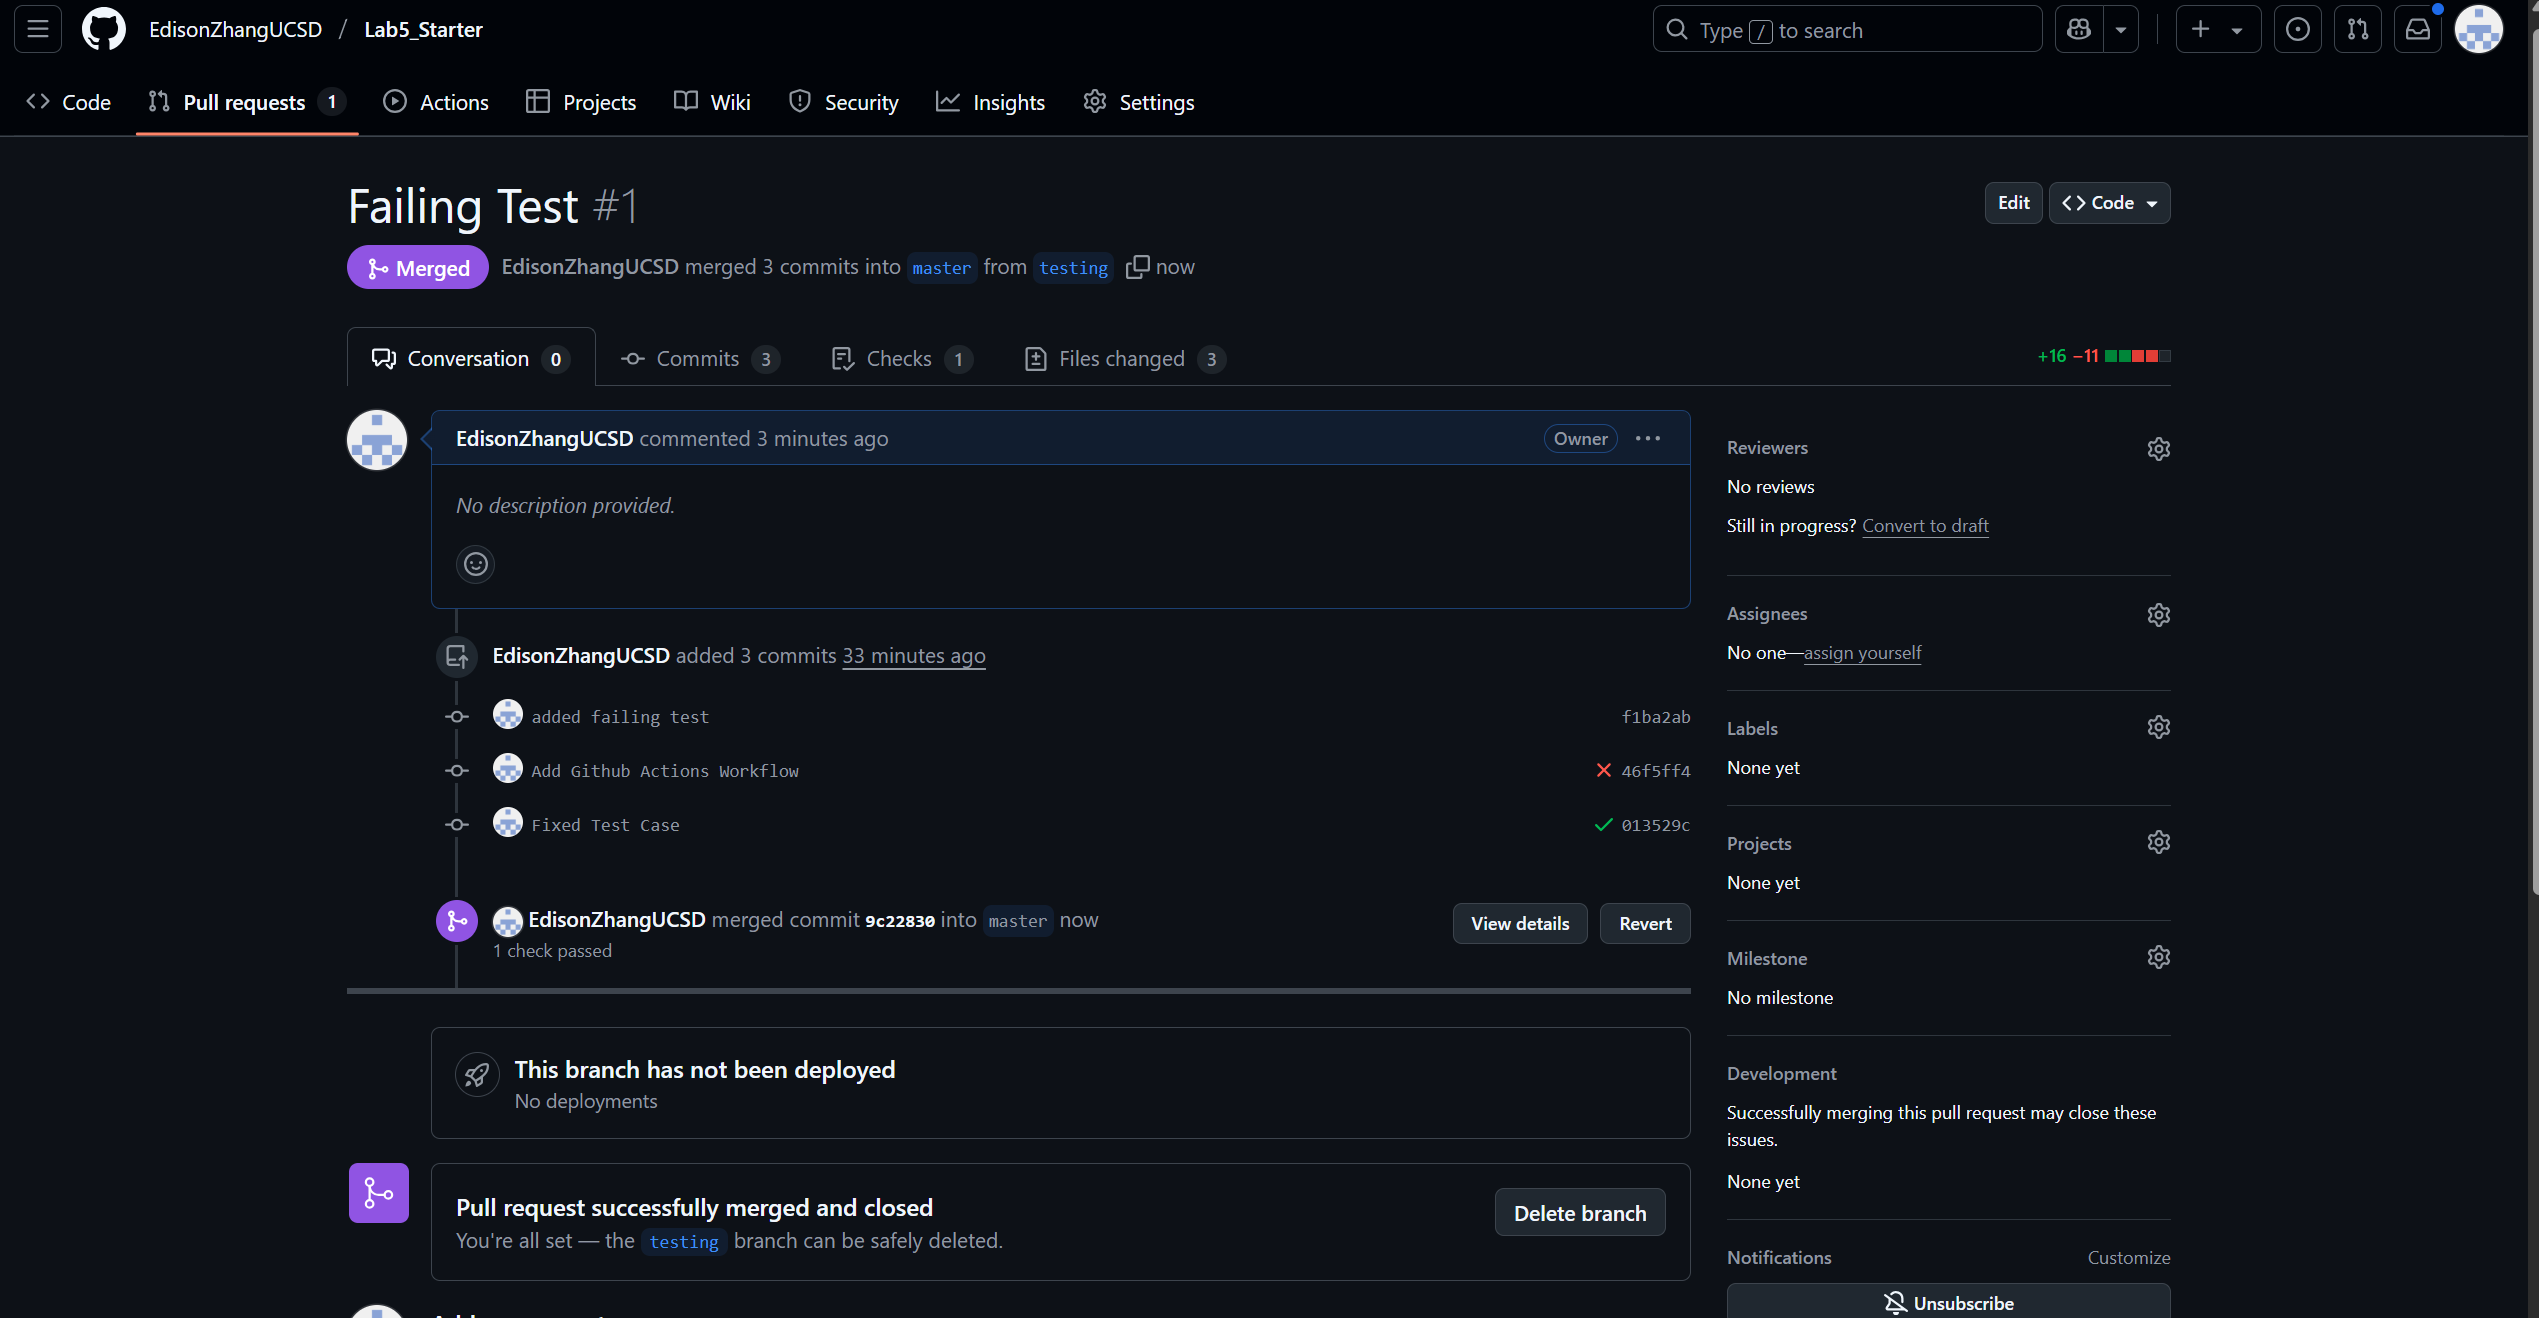 EdisonZhangUCSD / Lab5_Starter
Type / to search
Code
Pull requests 1
Actions
Projects
Wiki
Security
Insights
Settings
Failing Test #1
Edit
Code
Merged
EdisonZhangUCSD merged 3 commits into master from testing now
Conversation 0
Commits 3
Checks 1
Files changed 3
+16 −11
EdisonZhangUCSD commented 3 minutes ago
Owner
No description provided.
EdisonZhangUCSD added 3 commits 33 minutes ago
added failing test f1ba2ab
Add Github Actions Workflow 46f5ff4
Fixed Test Case 013529c
EdisonZhangUCSD merged commit 9c22830 into master now
1 check passed
View details
Revert
This branch has not been deployed
No deployments
Pull request successfully merged and closed
You're all set — the testing branch can be safely deleted.
Delete branch
Reviewers
No reviews
Still in progress? Convert to draft
Assignees
No one—assign yourself
Labels
None yet
Projects
None yet
Milestone
No milestone
Development
Successfully merging this pull request may close these
issues.
None yet
Notifications
Customize
Unsubscribe